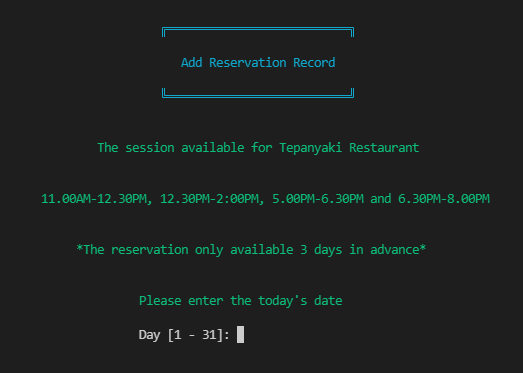 Add Reservation Record
The session available for Tepanyaki Restaurant
11.00AM-12.30PM, 12.30PM-2:00PM, 5.00PM-6.30PM and 6.30PM-8.00PM
*The reservation only available 3 days in advance*
Please enter the today's date
Day [1 - 31]: